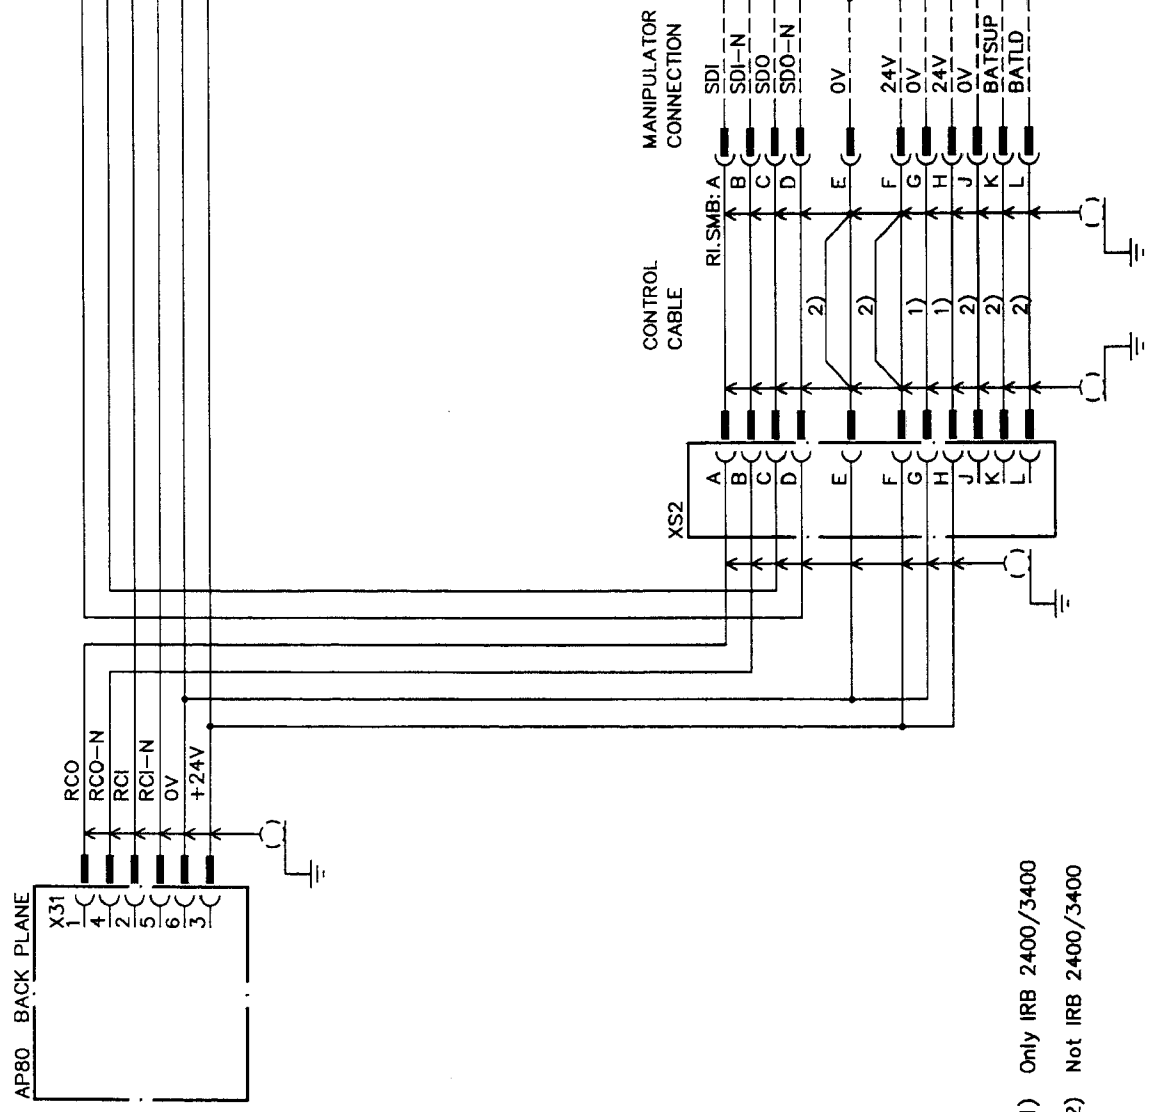 MANIPULATOR
CONNECTION
SDI
SDI-N
SDO
SDO-N
0V
24V
0V
24V
0V
BATSUP
BATLD
R1.SMB: A
B
C
D
E
F
G
H
J
K
L
CONTROL
CABLE
2)
2)
1)
1)
2)
2)
2)
XS2
A
B
C
D
E
F
G
H
J
K
L
RCO
RCO-N
RCI
RCI-N
0V
+24V
AP80 BACK PLANE
X31
1
4
2
5
6
3
1) Only IRB 2400/3400
2) Not IRB 2400/3400